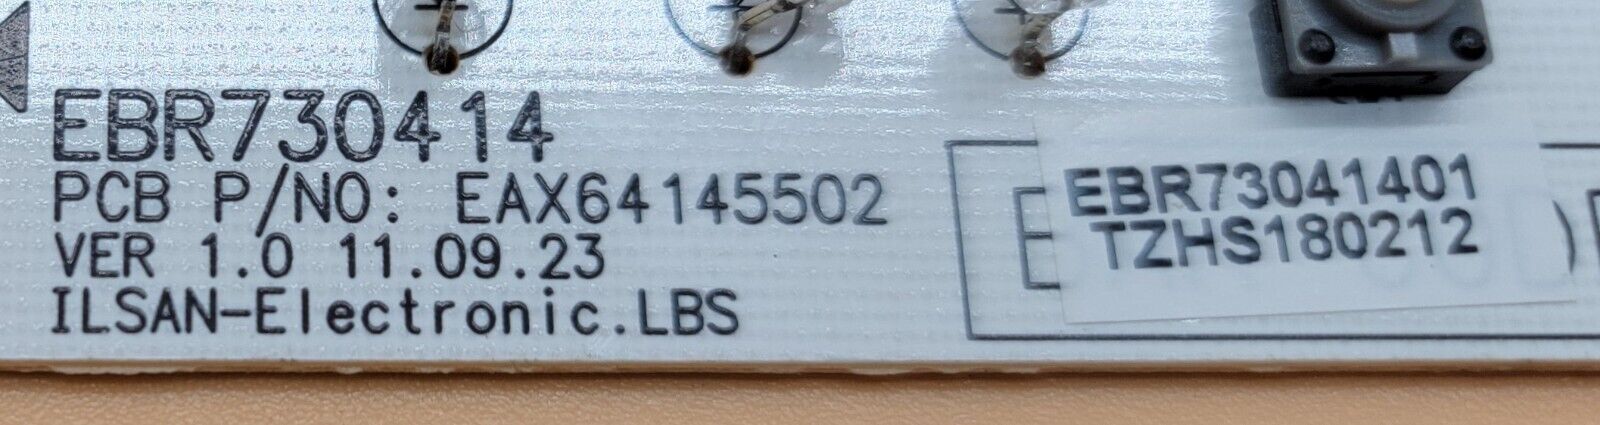 EBR730414
PCB P/NO: EAX64145502
VER 1.0 11.09.23
ILSAN-Electronic.LBS
EBR73041401
TZHS180212